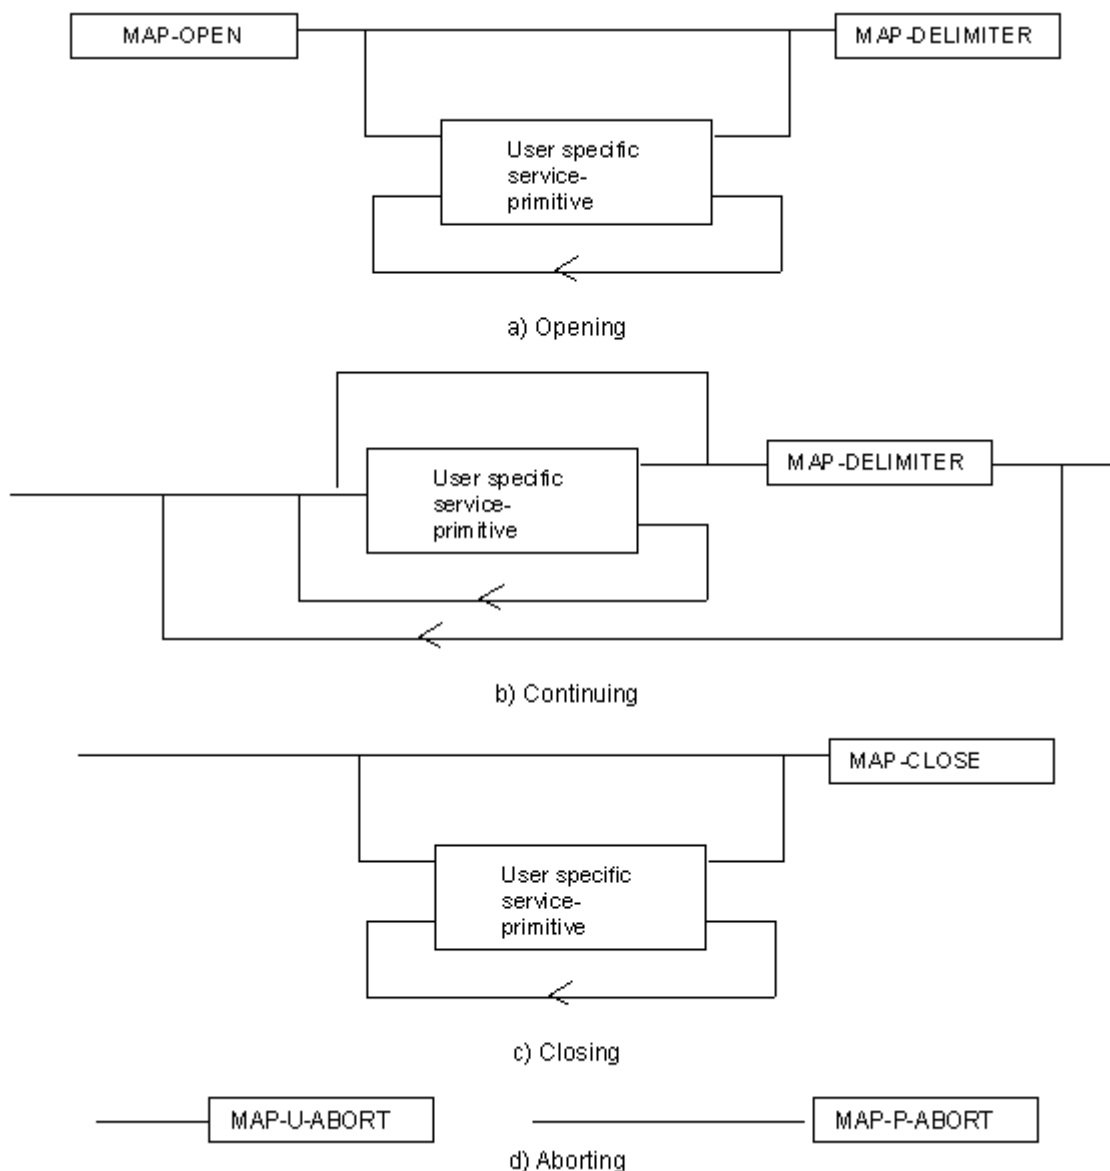 MAP-OPEN
MAP-DELIMITER
User specific
service-
primitive
a) Opening
User specific
service-
primitive
MAP-DELIMITER
b) Continuing
MAP-CLOSE
User specific
service-
primitive
c) Closing
MAP-U-ABORT
MAP-P-ABORT
d) Aborting